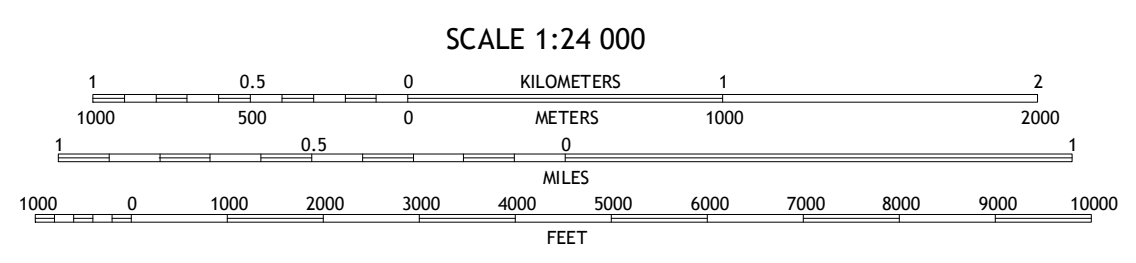 SCALE 1:24 000
1 0.5 0 KILOMETERS 1 2
1000 500 0 METERS 1000 2000
1 0.5 0 1
MILES
1000 0 1000 2000 3000 4000 5000 6000 7000 8000 9000 10000
FEET